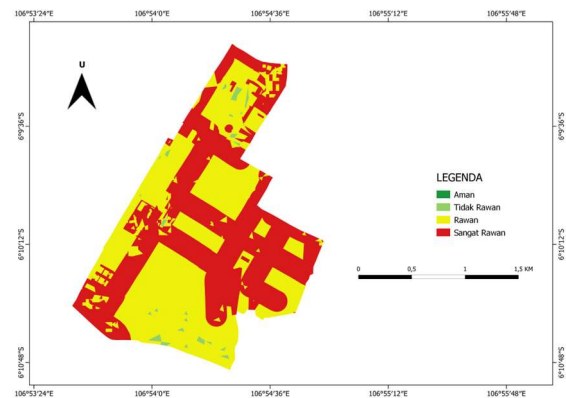 106°53'24"E 106°54'0"E 106°54'36"E 106°55'12"E 106°55'48"E
U
6°9'36"S 6°9'36"S
LEGENDA
Aman
Tidak Rawan
Rawan
Sangat Rawan
6°10'12"S 6°10'12"S
0 0,5 1 1,5 KM
6°10'48"S 6°10'48"S
106°53'24"E 106°54'0"E 106°54'36"E 106°55'12"E 106°55'48"E